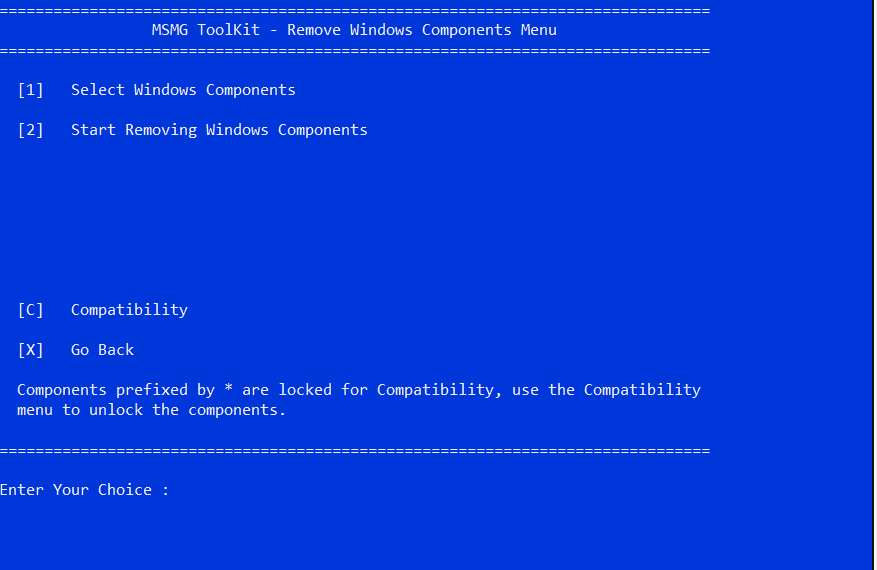 ===============================================================================
MSMG ToolKit - Remove Windows Components Menu
===============================================================================
[1]   Select Windows Components
[2]   Start Removing Windows Components
[C]   Compatibility
[X]   Go Back
Components prefixed by * are locked for Compatibility, use the Compatibility
menu to unlock the components.
===============================================================================
Enter Your Choice :